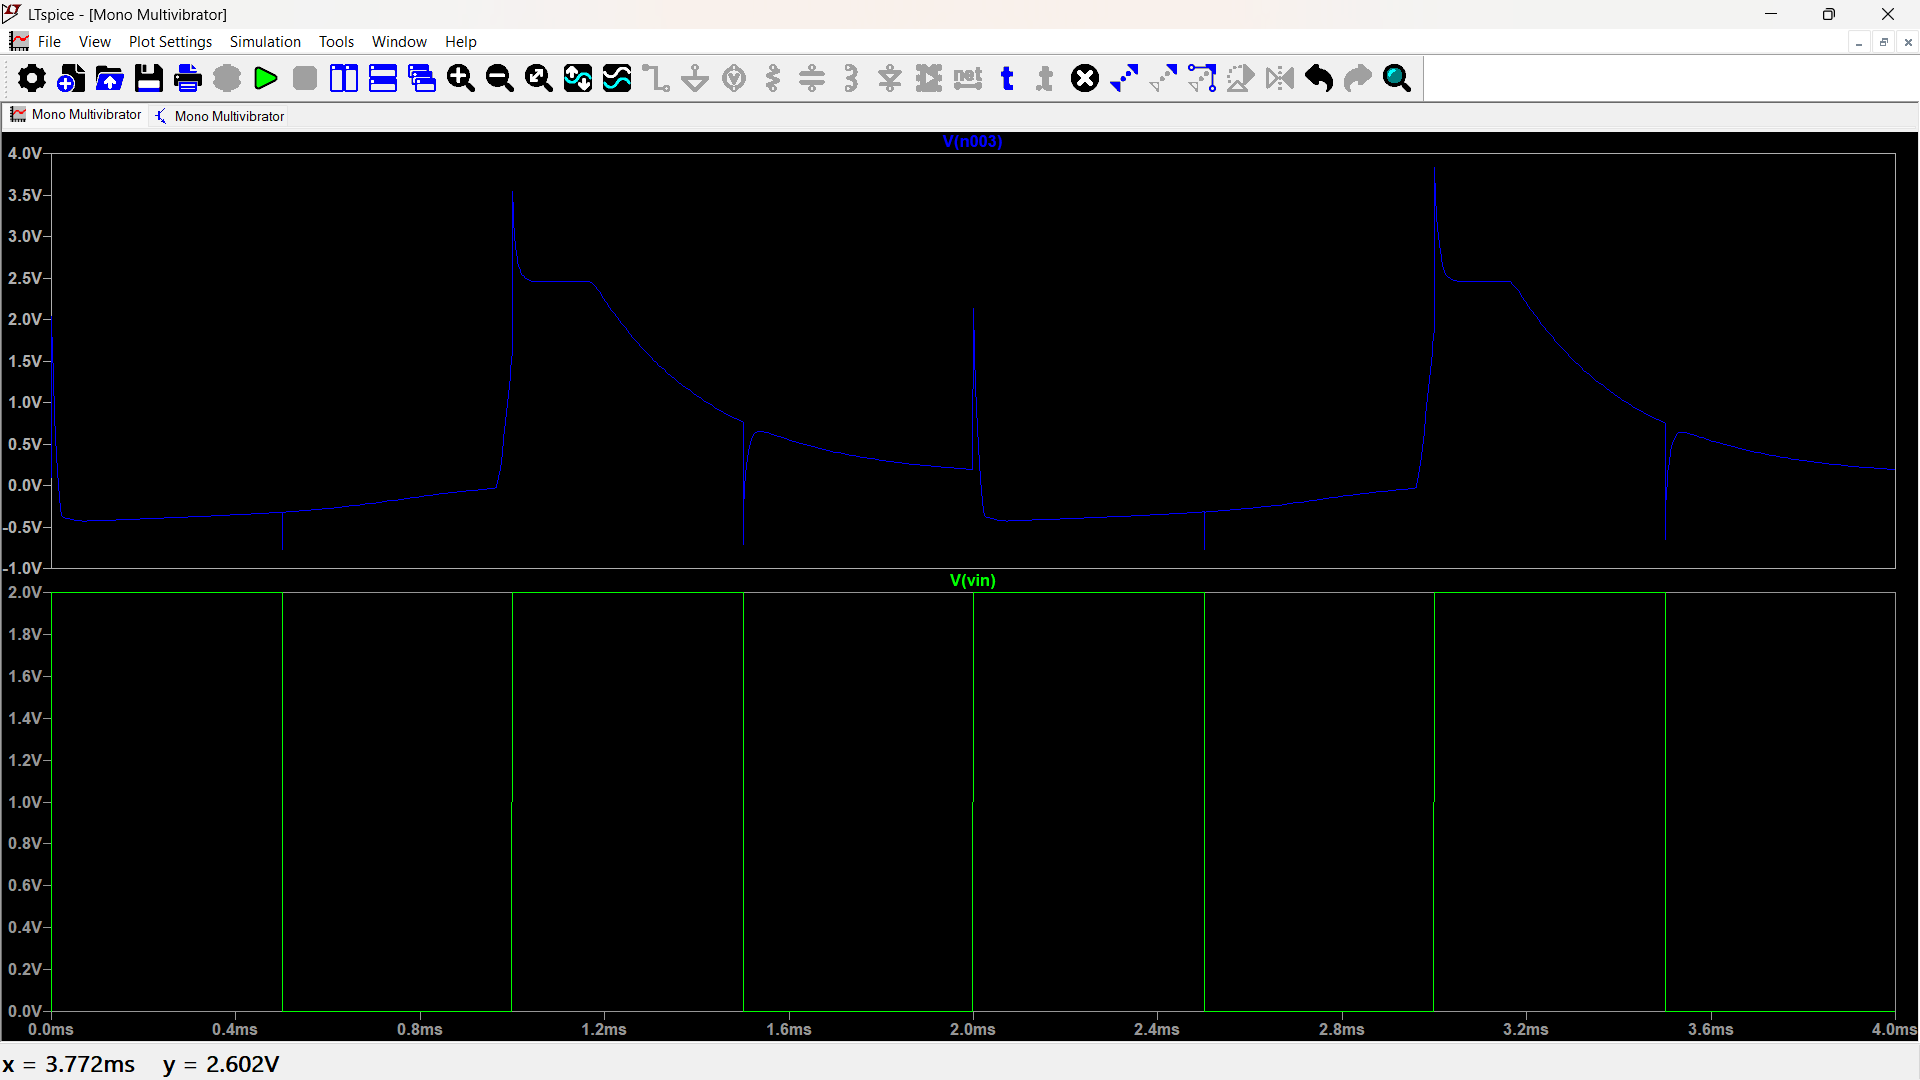 LTspice - [Mono Multivibrator]
File View Plot Settings Simulation Tools Window Help
net t t
Mono Multivibrator Mono Multivibrator
V(n003)
4.0V
3.5V
3.0V
2.5V
2.0V
1.5V
1.0V
0.5V
0.0V
-0.5V
-1.0V
V(vin)
2.0V
1.8V
1.6V
1.4V
1.2V
1.0V
0.8V
0.6V
0.4V
0.2V
0.0V
0.0ms 0.4ms 0.8ms 1.2ms 1.6ms 2.0ms 2.4ms 2.8ms 3.2ms 3.6ms 4.0ms
x = 3.772ms y = 2.602V